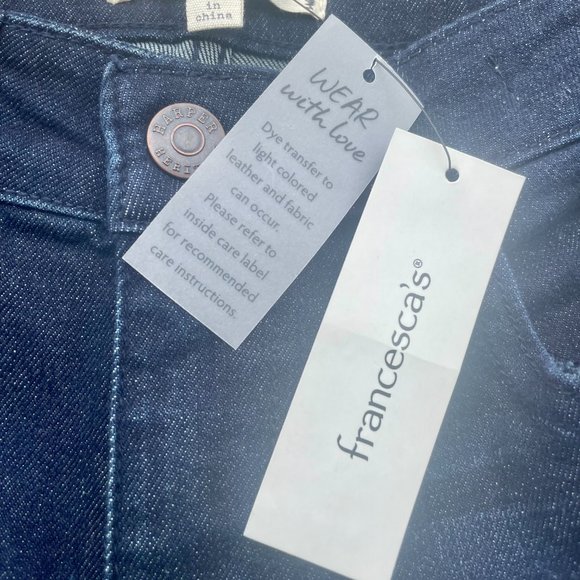 in
china
HARPER
WEAR
with love
Dye transfer to
light colored
leather and fabric
can occur.
Please refer to
inside care label
for recommended
care instructions.
francesca's®